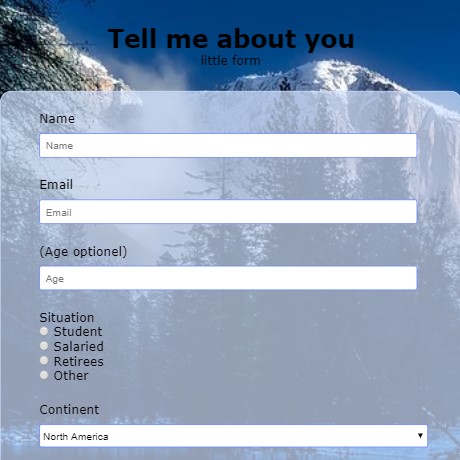 Tell me about you
little form
Name
Name
Email
Email
(Age optionel)
Age
Situation
Student
Salaried
Retirees
Other
Continent
North America